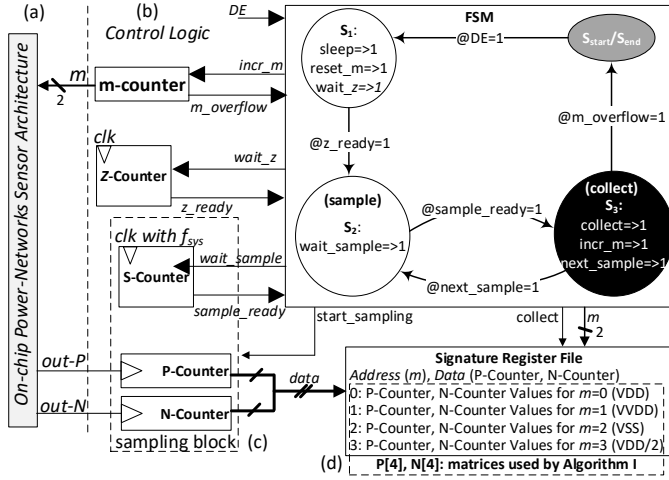 (a)
(b)
Control Logic
On-chip Power-Networks Sensor Architecture
m
2
m-counter
incr_m
m_overflow
DE
FSM
S1:
sleep=>1
reset_m=>1
wait_z=>1
@DE=1
Sstart/Send
@z_ready=1
@m_overflow=1
clk
Z-Counter
wait_z
z_ready
(sample)
S2:
wait_sample=>1
@sample_ready=1
@next_sample=1
(collect)
S3:
collect=>1
incr_m=>1
next_sample=>1
clk with fsys
S-Counter
wait_sample
sample_ready
start_sampling
collect
m
2
out-P
P-Counter
out-N
N-Counter
data
sampling block
(c)
Signature Register File
Address (m), Data (P-Counter, N-Counter)
0: P-Counter, N-Counter Values for m=0 (VDD)
1: P-Counter, N-Counter Values for m=1 (VVDD)
2: P-Counter, N-Counter Values for m=2 (VSS)
3: P-Counter, N-Counter Values for m=3 (VDD/2)
(d)
P[4], N[4]: matrices used by Algorithm I